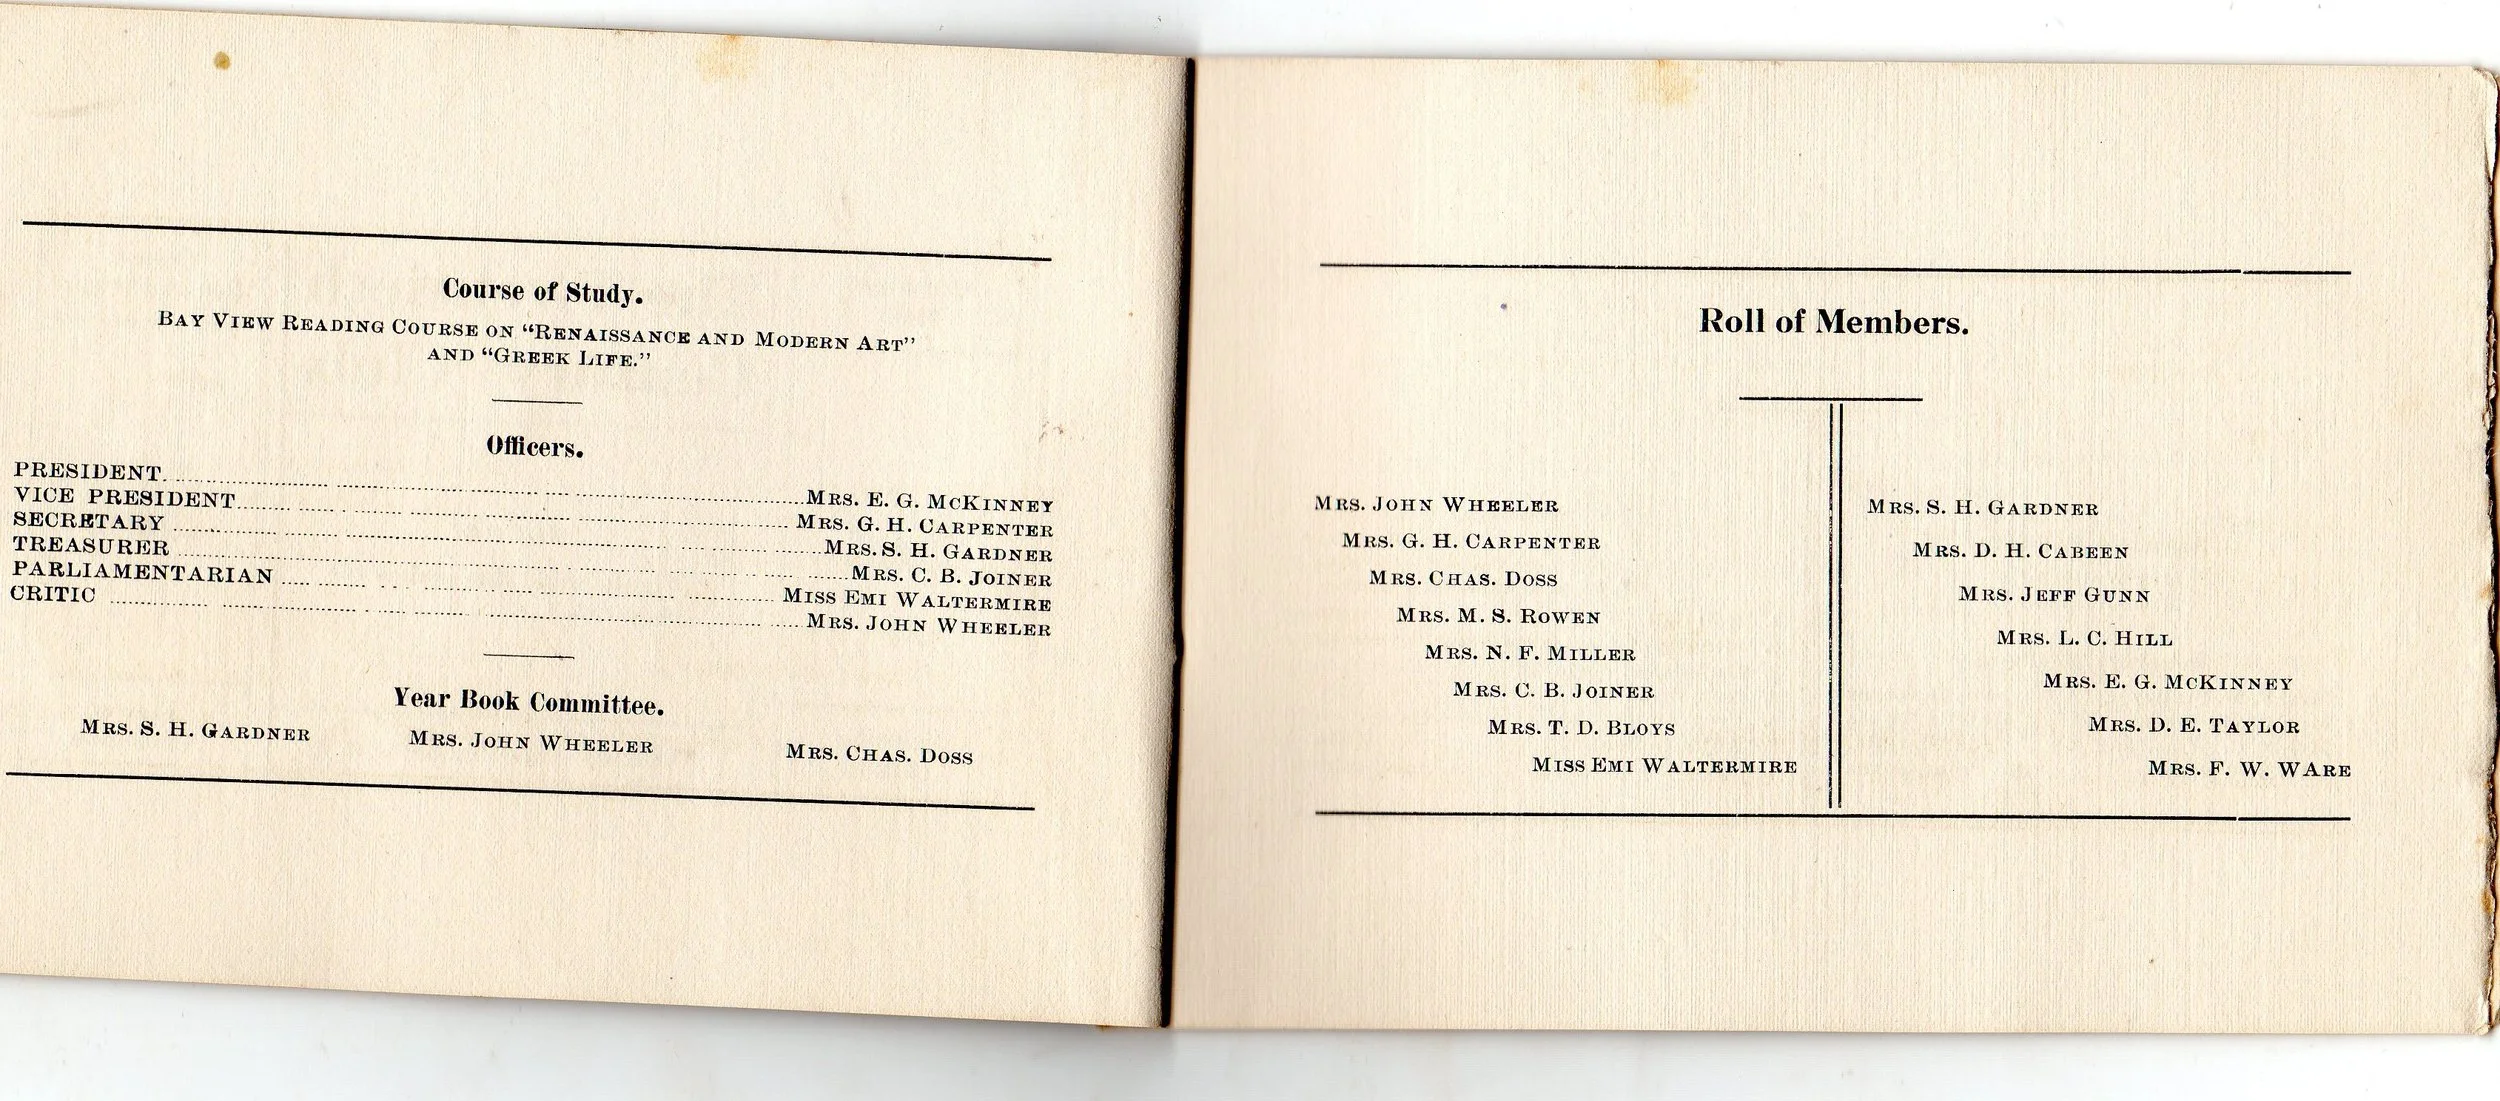 Course of Study.
BAY VIEW READING COURSE ON “RENAISSANCE AND MODERN ART”
AND “GREEK LIFE.”
Officers.
PRESIDENT MRS. E. G. MCKINNEY
VICE PRESIDENT MRS. G. H. CARPENTER
SECRETARY MRS. S. H. GARDNER
TREASURER MRS. C. B. JOINER
PARLIAMENTARIAN MISS EMI WALTERMIRE
CRITIC MRS. JOHN WHEELER
Year Book Committee.
MRS. S. H. GARDNER MRS. JOHN WHEELER MRS. CHAS. DOSS
Roll of Members.
MRS. JOHN WHEELER
MRS. G. H. CARPENTER
MRS. CHAS. DOSS
MRS. M. S. ROWEN
MRS. N. F. MILLER
MRS. C. B. JOINER
MRS. T. D. BLOYS
MISS EMI WALTERMIRE
MRS. S. H. GARDNER
MRS. D. H. CABEEN
MRS. JEFF GUNN
MRS. L. C. HILL
MRS. E. G. MCKINNEY
MRS. D. E. TAYLOR
MRS. F. W. WARE